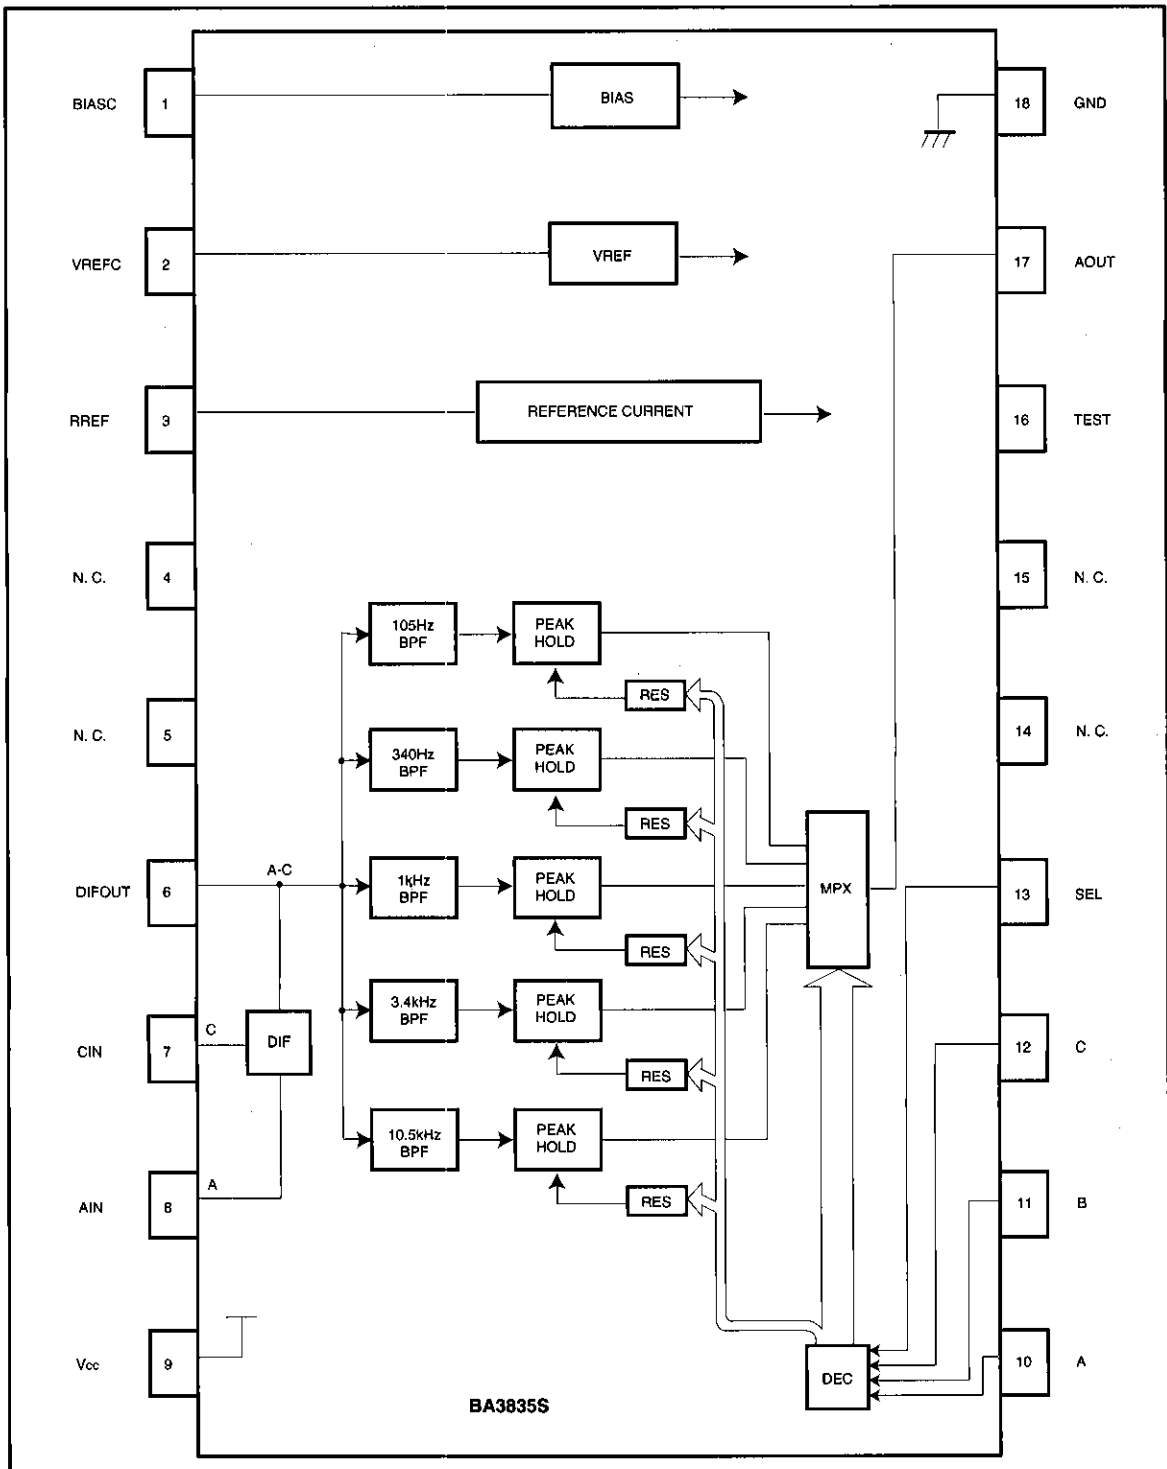 BIASC 1 BIAS 18 GND
VREFC 2 VREF 17 AOUT
RREF 3 REFERENCE CURRENT 16 TEST
N. C. 4 15 N. C.
105Hz
BPF
PEAK
HOLD
RES
N. C. 5 14 N. C.
340Hz
BPF
PEAK
HOLD
RES
DIFOUT 6 A-C
1kHz
BPF
PEAK
HOLD
MPX
13 SEL
RES
CIN 7 C DIF
3.4kHz
BPF
PEAK
HOLD
12 C
RES
10.5kHz
BPF
PEAK
HOLD
AIN 8 A
RES
11 B
Vcc 9
DEC
10 A
BA3835S